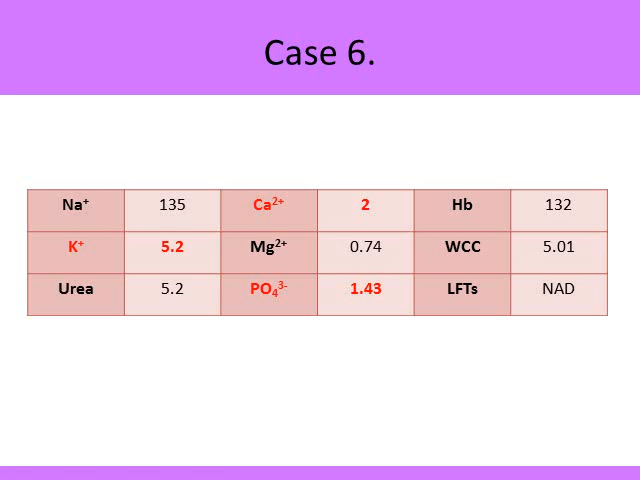 Case 6.
Na⁺ 135 Ca²⁺ 2 Hb 132
K⁺ 5.2 Mg²⁺ 0.74 WCC 5.01
Urea 5.2 PO₄³⁻ 1.43 LFTs NAD